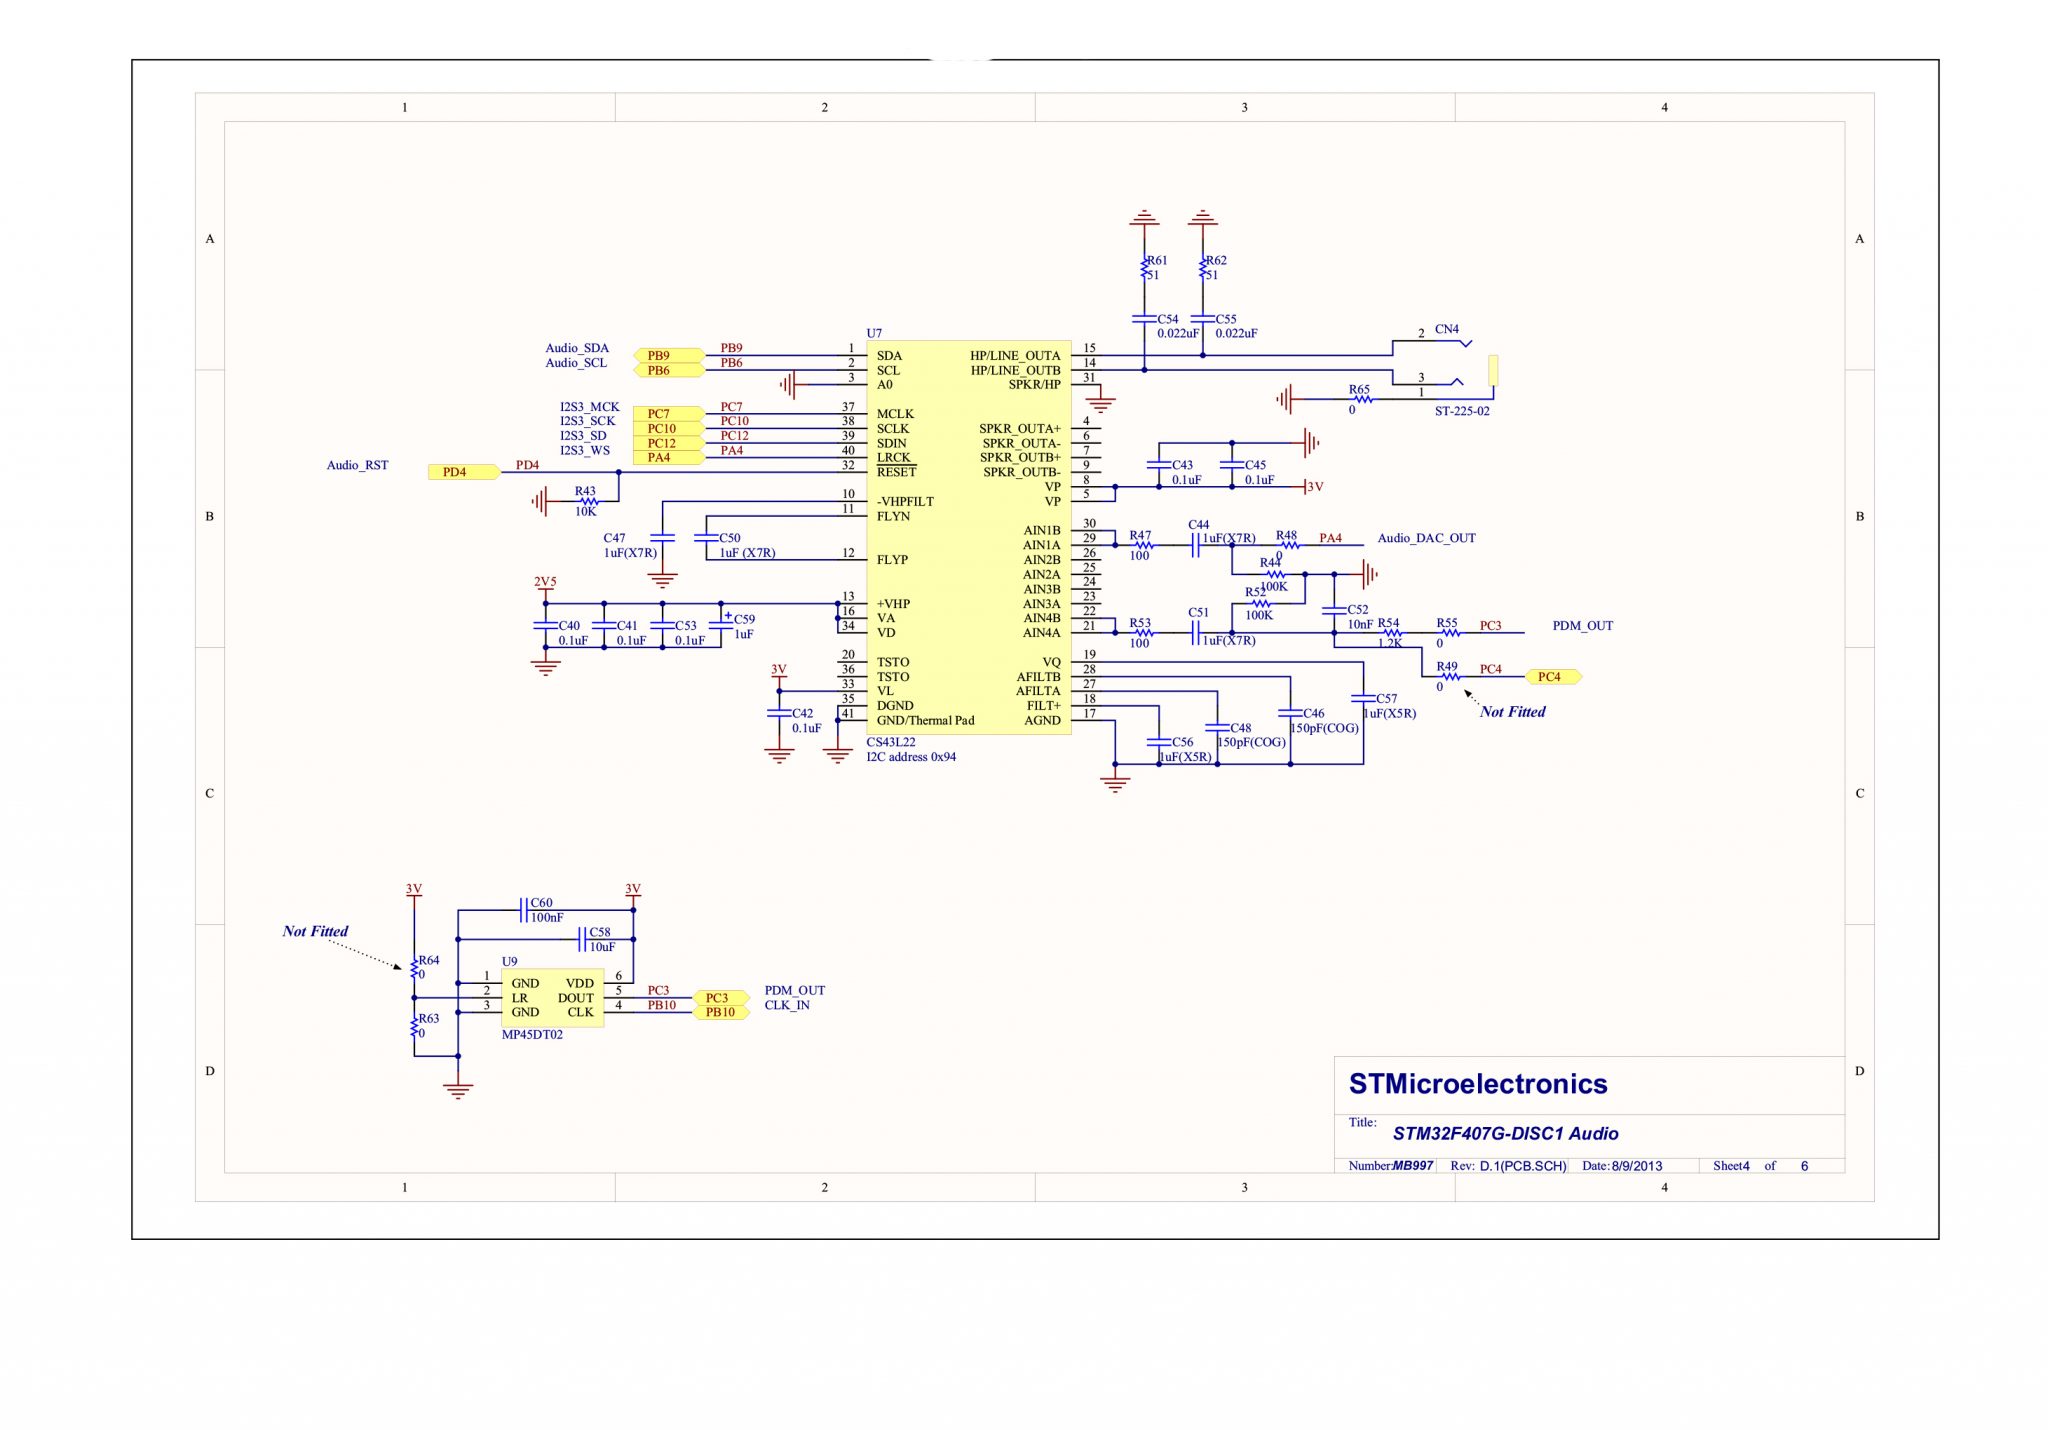 1 2 3 4
A A
B B
C C
D D
1 2 3 4
R61
51
R62
51
C54
0.022uF
C55
0.022uF
U7
Audio_SDA PB9 PB9 1 SDA
Audio_SCL PB6 PB6 2 SCL
3 A0
I2S3_MCK PC7 PC7 37 MCLK
I2S3_SCK PC10 PC10 38 SCLK
I2S3_SD PC12 PC12 39 SDIN
I2S3_WS PA4 PA4 40 LRCK
Audio_RST PD4 PD4 32 RESET
R43
10K
10 -VHPFILT
11 FLYN
12 FLYP
C47
1uF(X7R)
C50
1uF (X7R)
2V5
13 +VHP
16 VA
34 VD
C40
0.1uF
C41
0.1uF
C53
0.1uF
+ C59
1uF
20 TSTO
36 TSTO
3V
33 VL
35 DGND
41 GND/Thermal Pad
C42
0.1uF
CS43L22
I2C address 0x94
HP/LINE_OUTA 15
HP/LINE_OUTB 14
SPKR/HP 31
SPKR_OUTA+ 4
SPKR_OUTA- 6
SPKR_OUTB+ 7
SPKR_OUTB- 9
VP 8
VP 5
AIN1B 30
AIN1A 29
AIN2B 26
AIN2A 25
AIN3B 24
AIN3A 23
AIN4B 22
AIN4A 21
VQ 19
AFILTB 28
AFILTA 27
FILT+ 18
AGND 17
2 CN4
3
1
ST-225-02
R65
0
C43
0.1uF
C45
0.1uF
3V
R47
100
C44
1uF(X7R)
R48
0
PA4 Audio_DAC_OUT
R44
100K
R52
100K
C52
10nF
R53
100
C51
1uF(X7R)
R54
1.2K
R55
0
PC3 PDM_OUT
R49
0
PC4 PC4
Not Fitted
C57
1uF(X5R)
C46
150pF(COG)
C48
150pF(COG)
C56
1uF(X5R)
3V 3V
C60
100nF
C58
10uF
Not Fitted
R64
0
R63
0
U9
1 GND VDD 6
2 LR DOUT 5 PC3 PC3 PDM_OUT
3 GND CLK 4 PB10 PB10 CLK_IN
MP45DT02
STMicroelectronics
Title:
STM32F407G-DISC1 Audio
Number:MB997 Rev: D.1(PCB.SCH) Date:8/9/2013 Sheet4 of 6